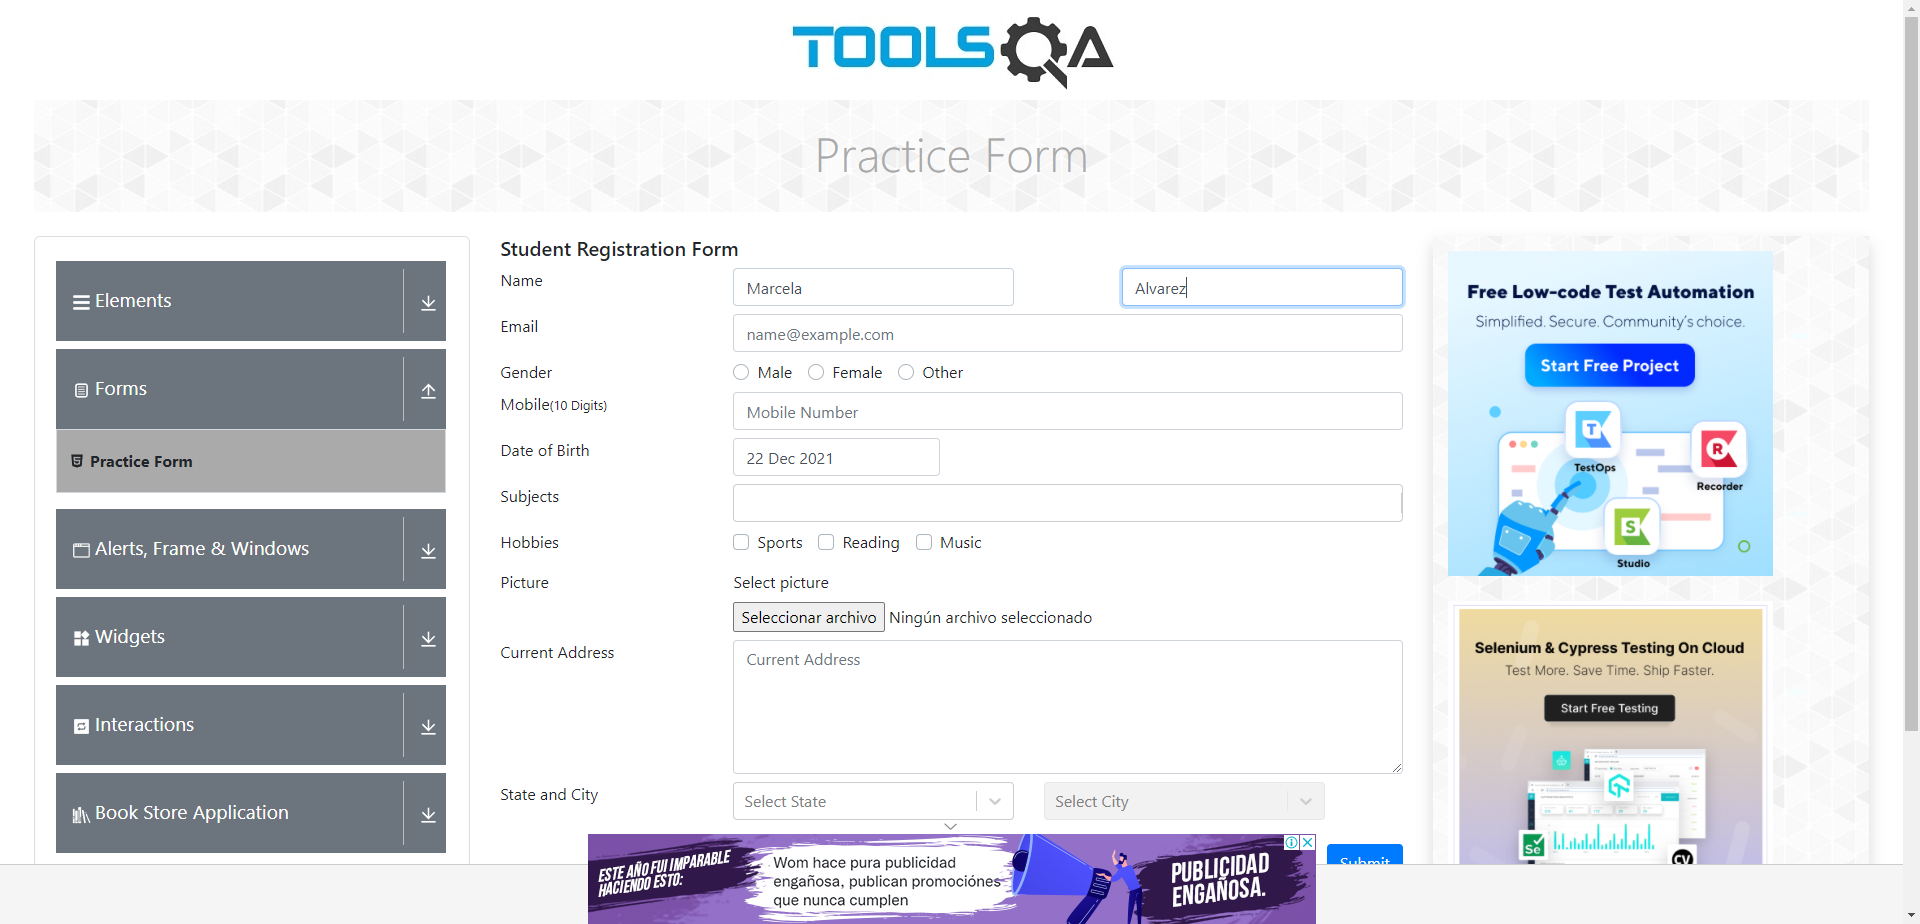 TOOLSQA
Practice Form
Elements
Forms
Practice Form
Alerts, Frame & Windows
Widgets
Interactions
Book Store Application
Student Registration Form
Name
Marcela
Alvarez
Email
name@example.com
Gender
Male
Female
Other
Mobile(10 Digits)
Mobile Number
Date of Birth
22 Dec 2021
Subjects
Hobbies
Sports
Reading
Music
Picture
Select picture
Seleccionar archivo Ningún archivo seleccionado
Current Address
Current Address
State and City
Select State
Select City
Submit
Free Low-code Test Automation
Simplified. Secure. Community's choice.
Start Free Project
T
TestOps
R
Recorder
S
Studio
Selenium & Cypress Testing On Cloud
Test More. Save Time. Ship Faster.
Start Free Testing
Se
CY
ESTE AÑO FUI IMPARABLE
HACIENDO ESTO:
Wom hace pura publicidad
engañosa, publican promociónes
que nunca cumplen
PUBLICIDAD
ENGAÑOSA.